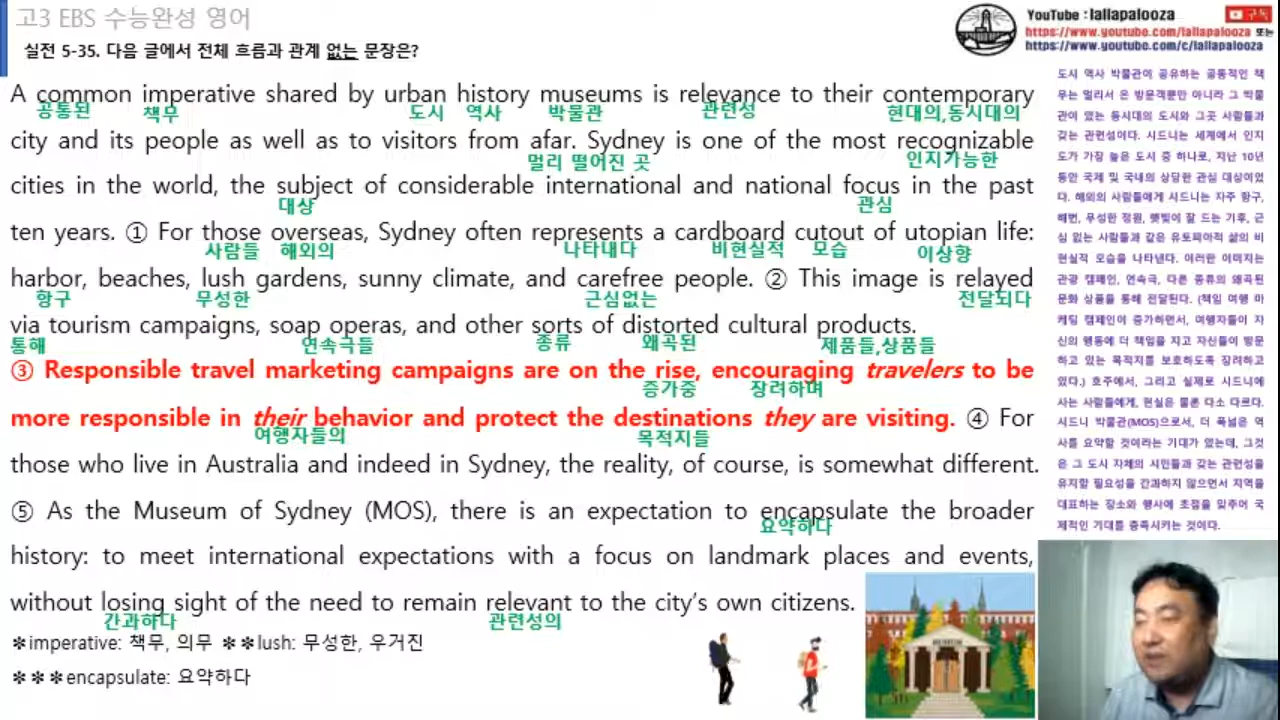 고3 EBS 수능완성 영어
실전 5-35. 다음 글에서 전체 흐름과 관계 없는 문장은?
YouTube : lallapalooza
구독
https://www.youtube.com/lallapalooza 또는
https://www.youtube.com/c/lallapalooza
A common imperative shared by urban history museums is relevance to their contemporary
공통된 책무 도시 역사 박물관 관련성 현대의,동시대의
city and its people as well as to visitors from afar. Sydney is one of the most recognizable
멀리 떨어진 곳 인지가능한
cities in the world, the subject of considerable international and national focus in the past
대상 관심
ten years. ① For those overseas, Sydney often represents a cardboard cutout of utopian life:
사람들 해외의 나타내다 비현실적 모습 이상향
harbor, beaches, lush gardens, sunny climate, and carefree people. ② This image is relayed
항구 무성한 근심없는 전달되다
via tourism campaigns, soap operas, and other sorts of distorted cultural products.
통해 연속극들 종류 왜곡된 제품들,상품들
③ Responsible travel marketing campaigns are on the rise, encouraging travelers to be
증가중 장려하며
more responsible in their behavior and protect the destinations they are visiting. ④ For
여행자들의 목적지들
those who live in Australia and indeed in Sydney, the reality, of course, is somewhat different.
⑤ As the Museum of Sydney (MOS), there is an expectation to encapsulate the broader
요약하다
history: to meet international expectations with a focus on landmark places and events,
without losing sight of the need to remain relevant to the city's own citizens.
간과하다 관련성의
✻imperative: 책무, 의무 ✻✻lush: 무성한, 우거진
✻✻✻encapsulate: 요약하다
도시 역사 박물관이 공유하는 공통적인 책
무는 멀리서 온 방문객뿐만 아니라 그 박물
관이 있는 동시대의 도시와 그곳 사람들과
갖는 관련성이다. 시드니는 세계에서 인지
도가 가장 높은 도시 중 하나로, 지난 10년
동안 국제 및 국내의 상당한 관심 대상이었
다. 해외의 사람들에게 시드니는 자주 항구,
해변, 무성한 정원, 햇빛이 잘 드는 기후, 근
심 없는 사람들과 같은 유토피아적 삶의 비
현실적 모습을 나타낸다. 이러한 이미지는
관광 캠페인, 연속극, 다른 종류의 왜곡된
문화 상품을 통해 전달된다. (책임 여행 마
케팅 캠페인이 증가하면서, 여행자들이 자
신의 행동에 더 책임을 지고 자신들이 방문
하고 있는 목적지를 보호하도록 장려하고
있다.) 호주에서, 그리고 실제로 시드니에
사는 사람들에게, 현실은 물론 다소 다르다.
시드니 박물관(MOS)으로서, 더 폭넓은 역
사를 요약할 것이라는 기대가 있는데, 그것
은 그 도시 자체의 시민들과 갖는 관련성을
유지할 필요성을 간과하지 않으면서 지역을
대표하는 장소와 행사에 초점을 맞추어 국
제적인 기대를 충족시키는 것이다.